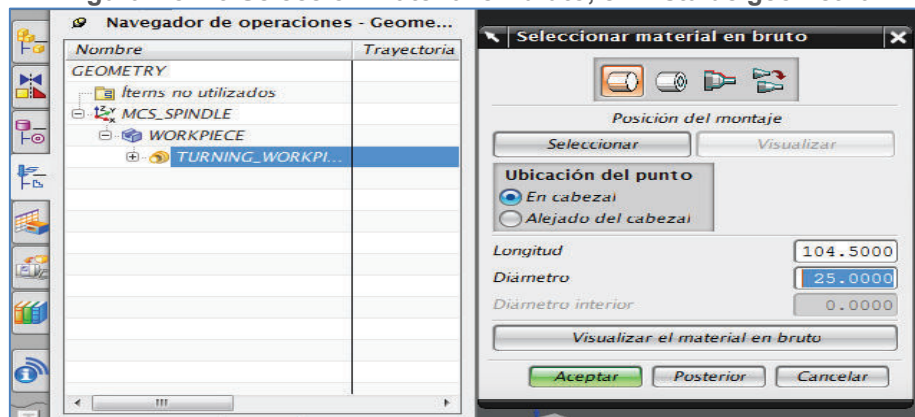 Navegador de operaciones - Geome...
Nombre Trayectoria
GEOMETRY
Ítems no utilizados
MCS_SPINDLE
WORKPIECE
TURNING_WORKPI...
Seleccionar material en bruto
Posición del montaje
Seleccionar Visualizar
Ubicación del punto
En cabezal
Alejado del cabezal
Longitud 104.5000
Diámetro 25.0000
Diámetro interior 0.0000
Visualizar el material en bruto
Aceptar Posterior Cancelar